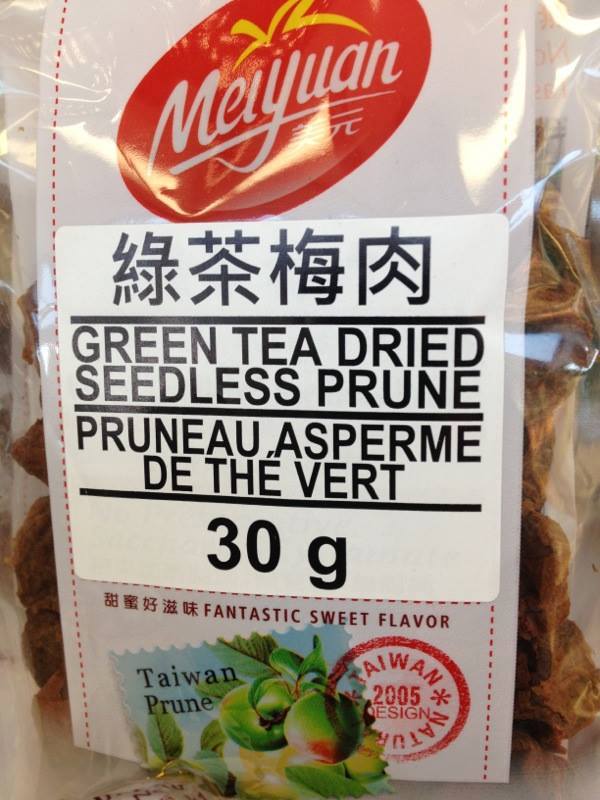 Meiyuan
美元
綠茶梅肉
GREEN TEA DRIED
SEEDLESS PRUNE
PRUNEAU,ASPERME
DE THÉ VERT
30 g
甜蜜好滋味 FANTASTIC SWEET FLAVOR
Taiwan
Prune
TAIWAN
2005
DESIGN